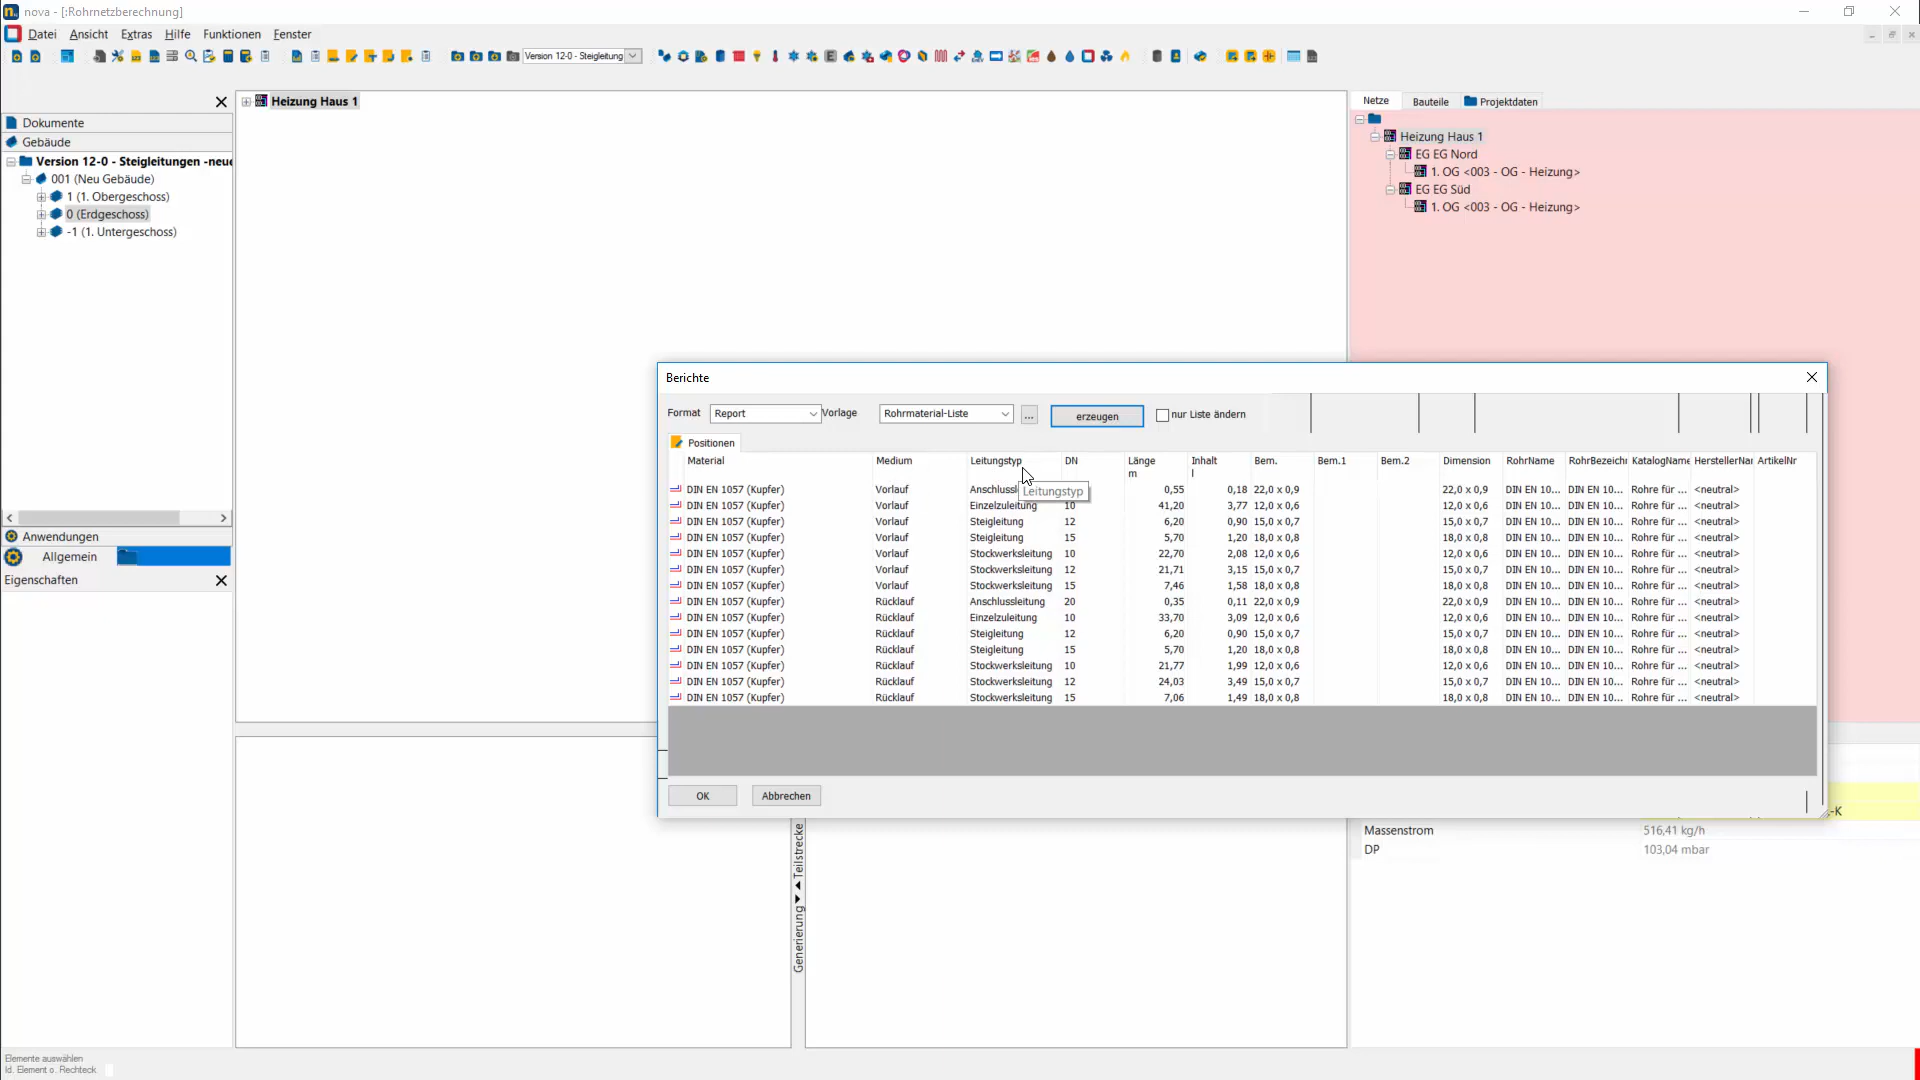 nova - [:Rohrnetzberechnung]
Datei Ansicht Extras Hilfe Funktionen Fenster
Version 12-0 - Steigleitung
Dokumente
Gebäude
Version 12-0 - Steigleitungen -neue
001 (Neu Gebäude)
1 (1. Obergeschoss)
0 (Erdgeschoss)
-1 (1. Untergeschoss)
Anwendungen
Allgemein
Eigenschaften
Heizung Haus 1
Netze Bauteile Projektdaten
Heizung Haus 1
EG EG Nord
1. OG <003 - OG - Heizung>
EG EG Süd
1. OG <003 - OG - Heizung>
Berichte
Format Report Vorlage Rohrmaterial-Liste ... erzeugen nur Liste ändern
Positionen
Material Medium Leitungstyp DN Länge Inhalt Bem. Bem.1 Bem.2 Dimension RohrName RohrBezeichn KatalogName HerstellerNar ArtikelNr
m l
DIN EN 1057 (Kupfer) Vorlauf Anschlussl 0,55 0,18 22,0 x 0,9 22,0 x 0,9 DIN EN 10... DIN EN 10... Rohre für ... <neutral>
Leitungstyp
DIN EN 1057 (Kupfer) Vorlauf Einzelzuleitung 10 41,20 3,77 12,0 x 0,6 12,0 x 0,6 DIN EN 10... DIN EN 10... Rohre für ... <neutral>
DIN EN 1057 (Kupfer) Vorlauf Steigleitung 12 6,20 0,90 15,0 x 0,7 15,0 x 0,7 DIN EN 10... DIN EN 10... Rohre für ... <neutral>
DIN EN 1057 (Kupfer) Vorlauf Steigleitung 15 5,70 1,20 18,0 x 0,8 18,0 x 0,8 DIN EN 10... DIN EN 10... Rohre für ... <neutral>
DIN EN 1057 (Kupfer) Vorlauf Stockwerksleitung 10 22,70 2,08 12,0 x 0,6 12,0 x 0,6 DIN EN 10... DIN EN 10... Rohre für ... <neutral>
DIN EN 1057 (Kupfer) Vorlauf Stockwerksleitung 12 21,71 3,15 15,0 x 0,7 15,0 x 0,7 DIN EN 10... DIN EN 10... Rohre für ... <neutral>
DIN EN 1057 (Kupfer) Vorlauf Stockwerksleitung 15 7,46 1,58 18,0 x 0,8 18,0 x 0,8 DIN EN 10... DIN EN 10... Rohre für ... <neutral>
DIN EN 1057 (Kupfer) Rücklauf Anschlussleitung 20 0,35 0,11 22,0 x 0,9 22,0 x 0,9 DIN EN 10... DIN EN 10... Rohre für ... <neutral>
DIN EN 1057 (Kupfer) Rücklauf Einzelzuleitung 10 33,70 3,09 12,0 x 0,6 12,0 x 0,6 DIN EN 10... DIN EN 10... Rohre für ... <neutral>
DIN EN 1057 (Kupfer) Rücklauf Steigleitung 12 6,20 0,90 15,0 x 0,7 15,0 x 0,7 DIN EN 10... DIN EN 10... Rohre für ... <neutral>
DIN EN 1057 (Kupfer) Rücklauf Steigleitung 15 5,70 1,20 18,0 x 0,8 18,0 x 0,8 DIN EN 10... DIN EN 10... Rohre für ... <neutral>
DIN EN 1057 (Kupfer) Rücklauf Stockwerksleitung 10 21,77 1,99 12,0 x 0,6 12,0 x 0,6 DIN EN 10... DIN EN 10... Rohre für ... <neutral>
DIN EN 1057 (Kupfer) Rücklauf Stockwerksleitung 12 24,03 3,49 15,0 x 0,7 15,0 x 0,7 DIN EN 10... DIN EN 10... Rohre für ... <neutral>
DIN EN 1057 (Kupfer) Rücklauf Stockwerksleitung 15 7,06 1,49 18,0 x 0,8 18,0 x 0,8 DIN EN 10... DIN EN 10... Rohre für ... <neutral>
OK Abbrechen
-K
Massenstrom 516,41 kg/h
DP 103,04 mbar
Generierung Teilstrecke
Elemente auswählen
Id. Element o. Rechteck